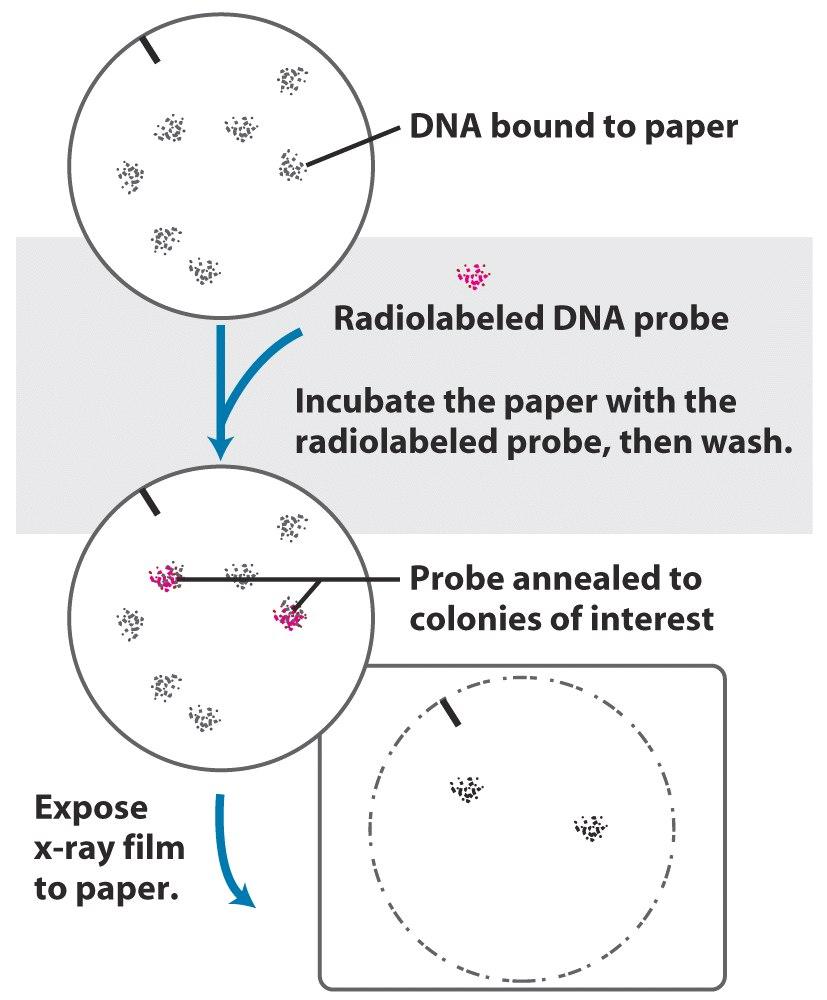 DNA bound to paper
Radiolabeled DNA probe
Incubate the paper with the
radiolabeled probe, then wash.
Probe annealed to
colonies of interest
Expose
x-ray film
to paper.